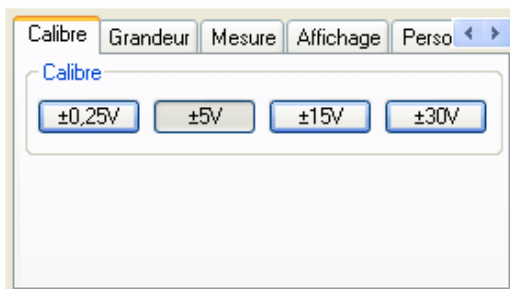 Calibre Grandeur Mesure Affichage Perso
Calibre
±0,25V ±5V ±15V ±30V